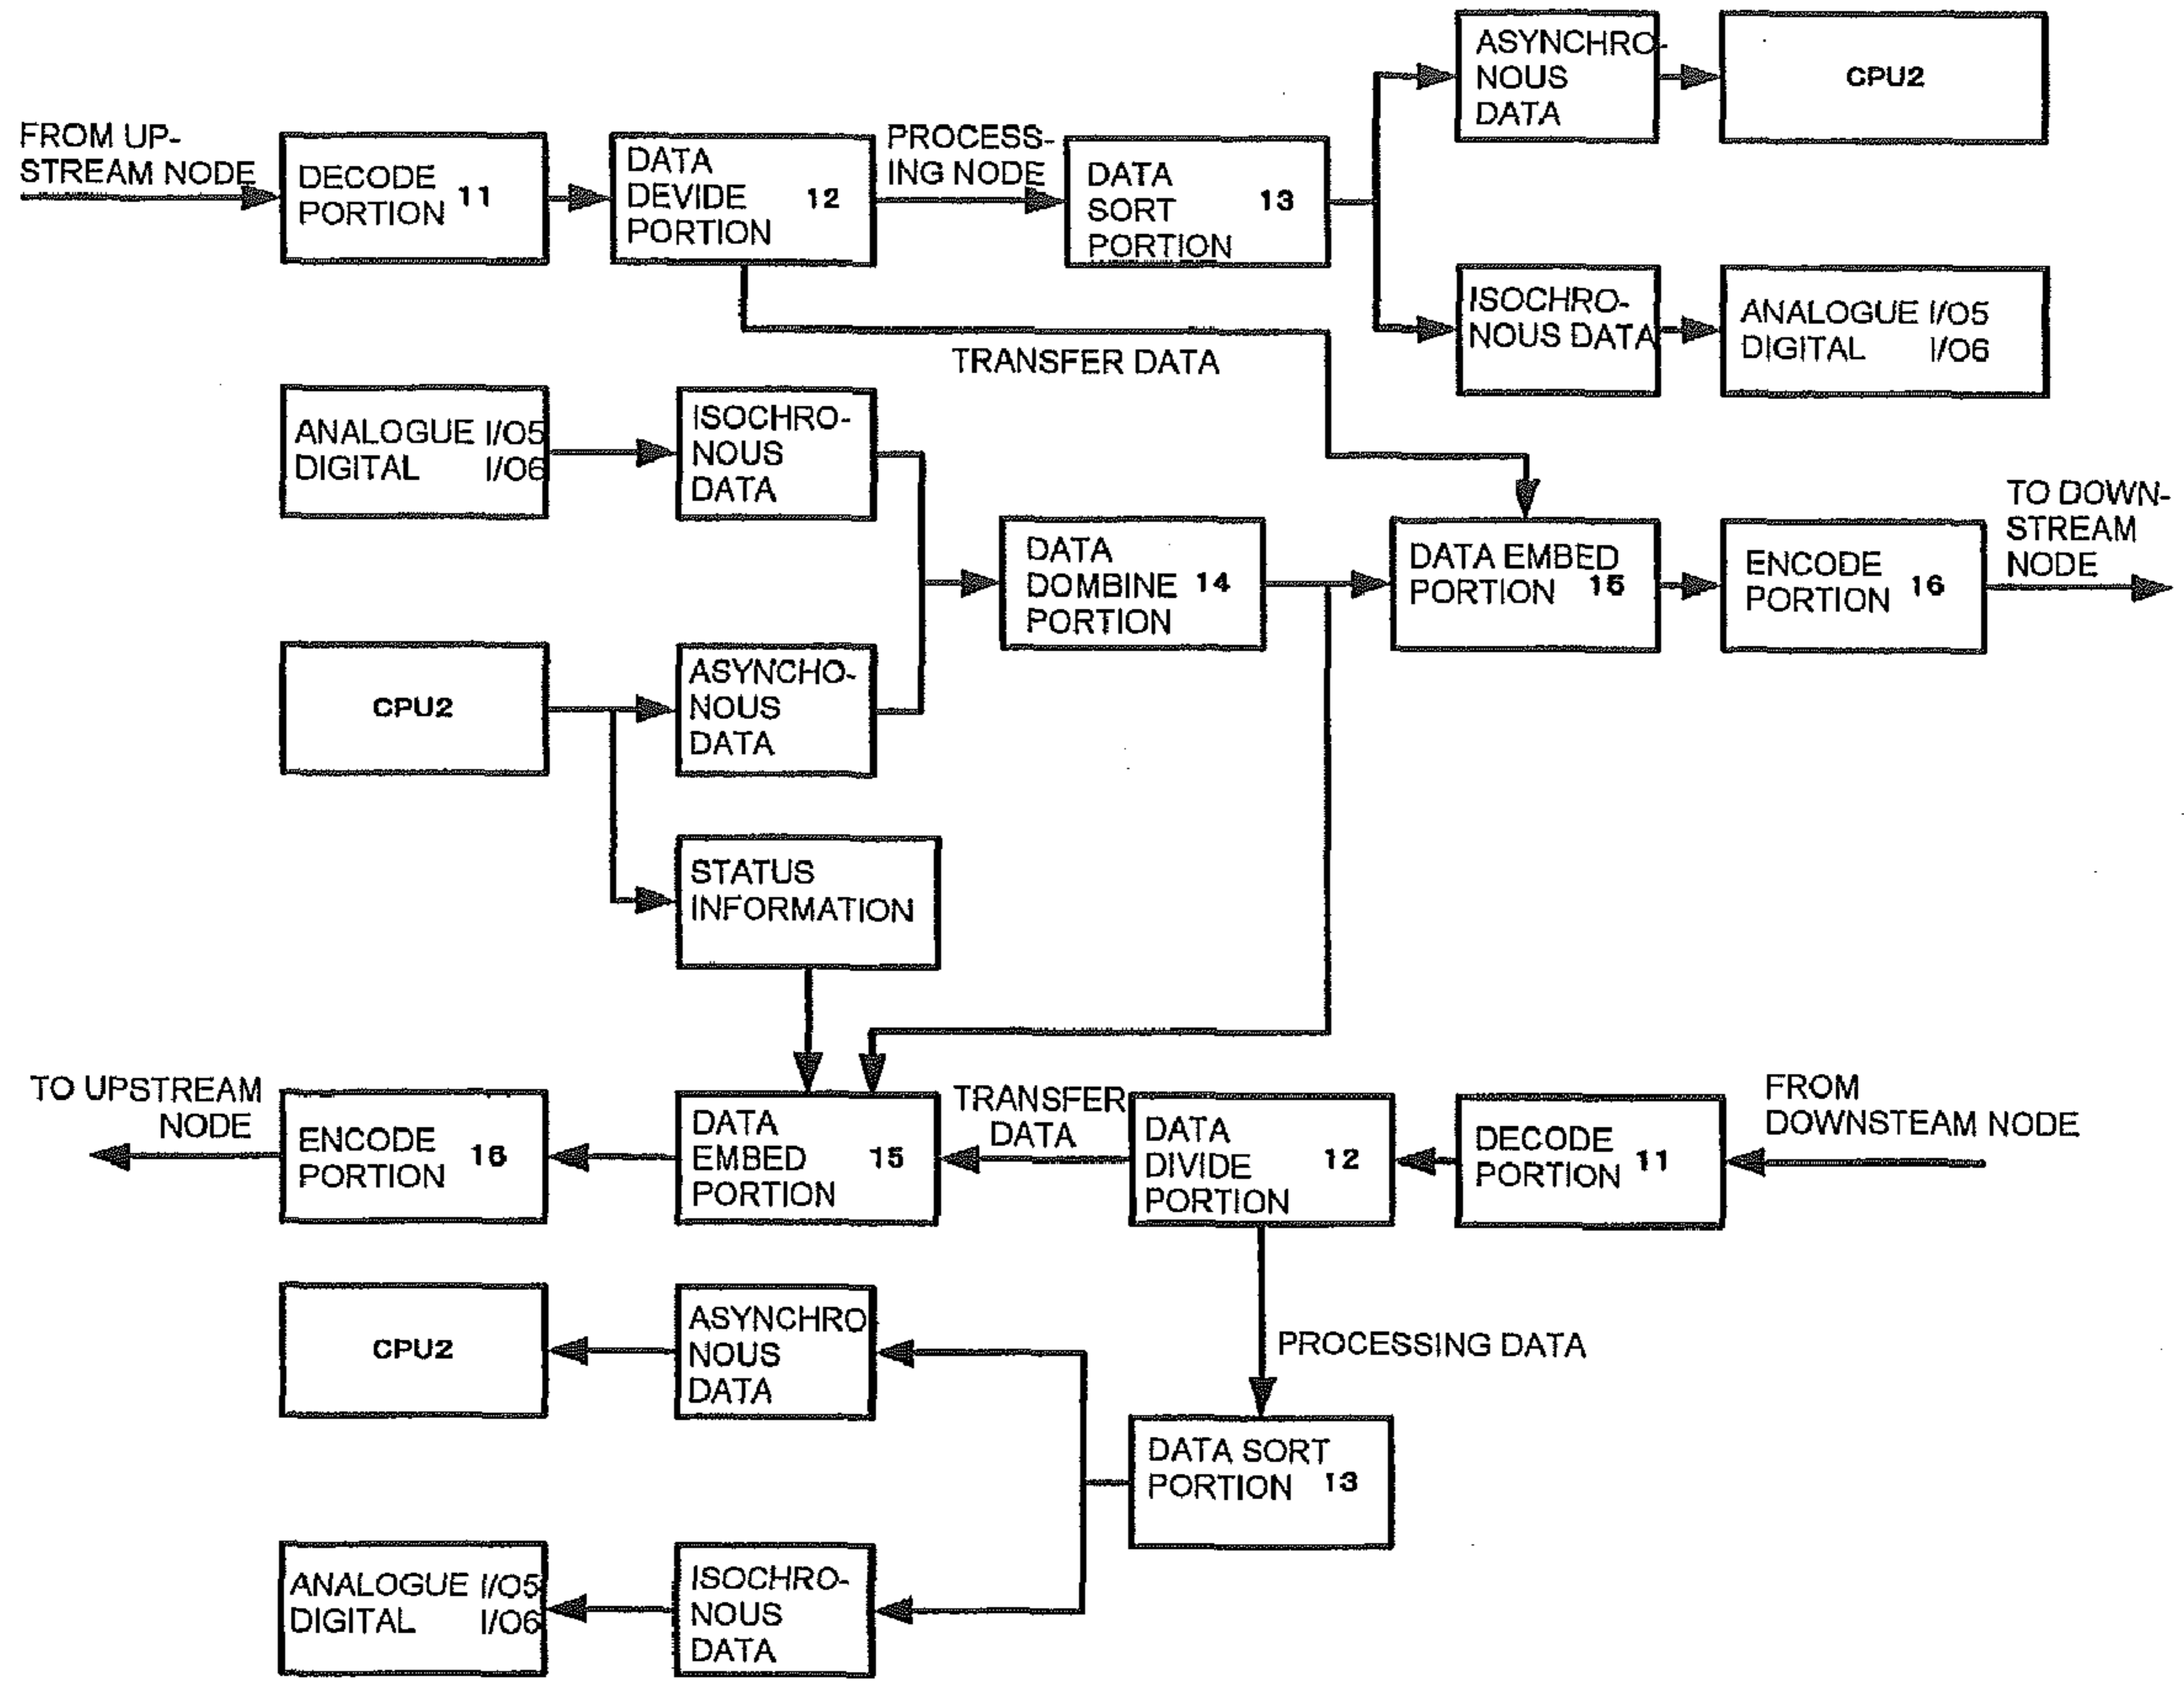 FROM UP-
STREAM NODE
DECODE
PORTION 11
DATA
DEVIDE
PORTION 12
PROCESS-
ING NODE
DATA
SORT
PORTION 13
ASYNCHRO-
NOUS
DATA
CPU2
ISOCHRO-
NOUS DATA
ANALOGUE I/O5
DIGITAL I/O6
TRANSFER DATA
ANALOGUE I/O5
DIGITAL I/O6
ISOCHRO-
NOUS
DATA
CPU2
ASYNCHO-
NOUS
DATA
DATA
DOMBINE 14
PORTION
DATA EMBED
PORTION 15
ENCODE
PORTION 16
TO DOWN-
STREAM
NODE
STATUS
INFORMATION
TO UPSTREAM
NODE
ENCODE
PORTION 16
DATA
EMBED 15
PORTION
TRANSFER
DATA
DATA
DIVIDE 12
PORTION
DECODE
PORTION 11
FROM
DOWNSTEAM NODE
CPU2
ASYNCHRO
NOUS
DATA
PROCESSING DATA
DATA SORT
PORTION 13
ANALOGUE I/O5
DIGITAL I/O6
ISOCHRO-
NOUS
DATA